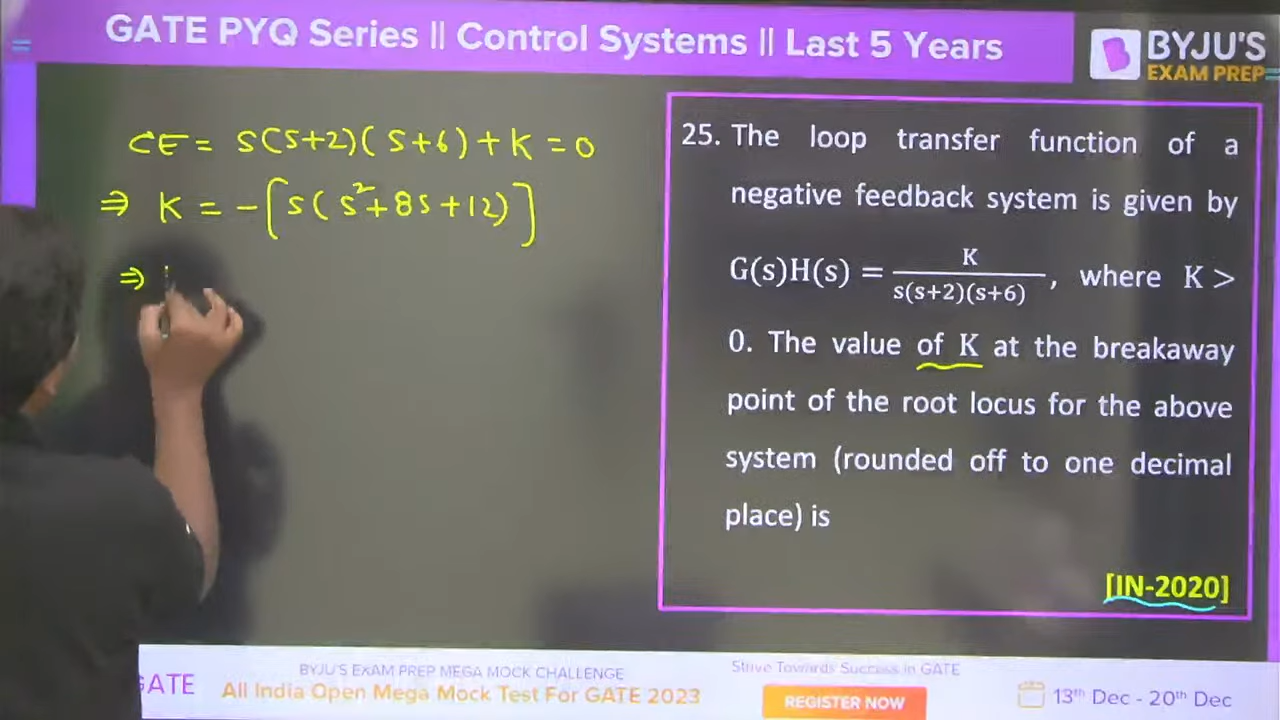 GATE PYQ Series || Control Systems || Last 5 Years
BYJU'S
EXAM PREP
CE = S(S+2)(S+6)+K = 0
⇒ K = -[S(S²+8S+12)]
⇒
25. The loop transfer function of a
negative feedback system is given by
G(s)H(s) = K / s(s+2)(s+6), where K >
0. The value of K at the breakaway
point of the root locus for the above
system (rounded off to one decimal
place) is
[IN-2020]
GATE
BYJU'S EXAM PREP MEGA MOCK CHALLENGE
All India Open Mega Mock Test For GATE 2023
Strive Towards Success in GATE
REGISTER NOW
13th Dec - 20th Dec